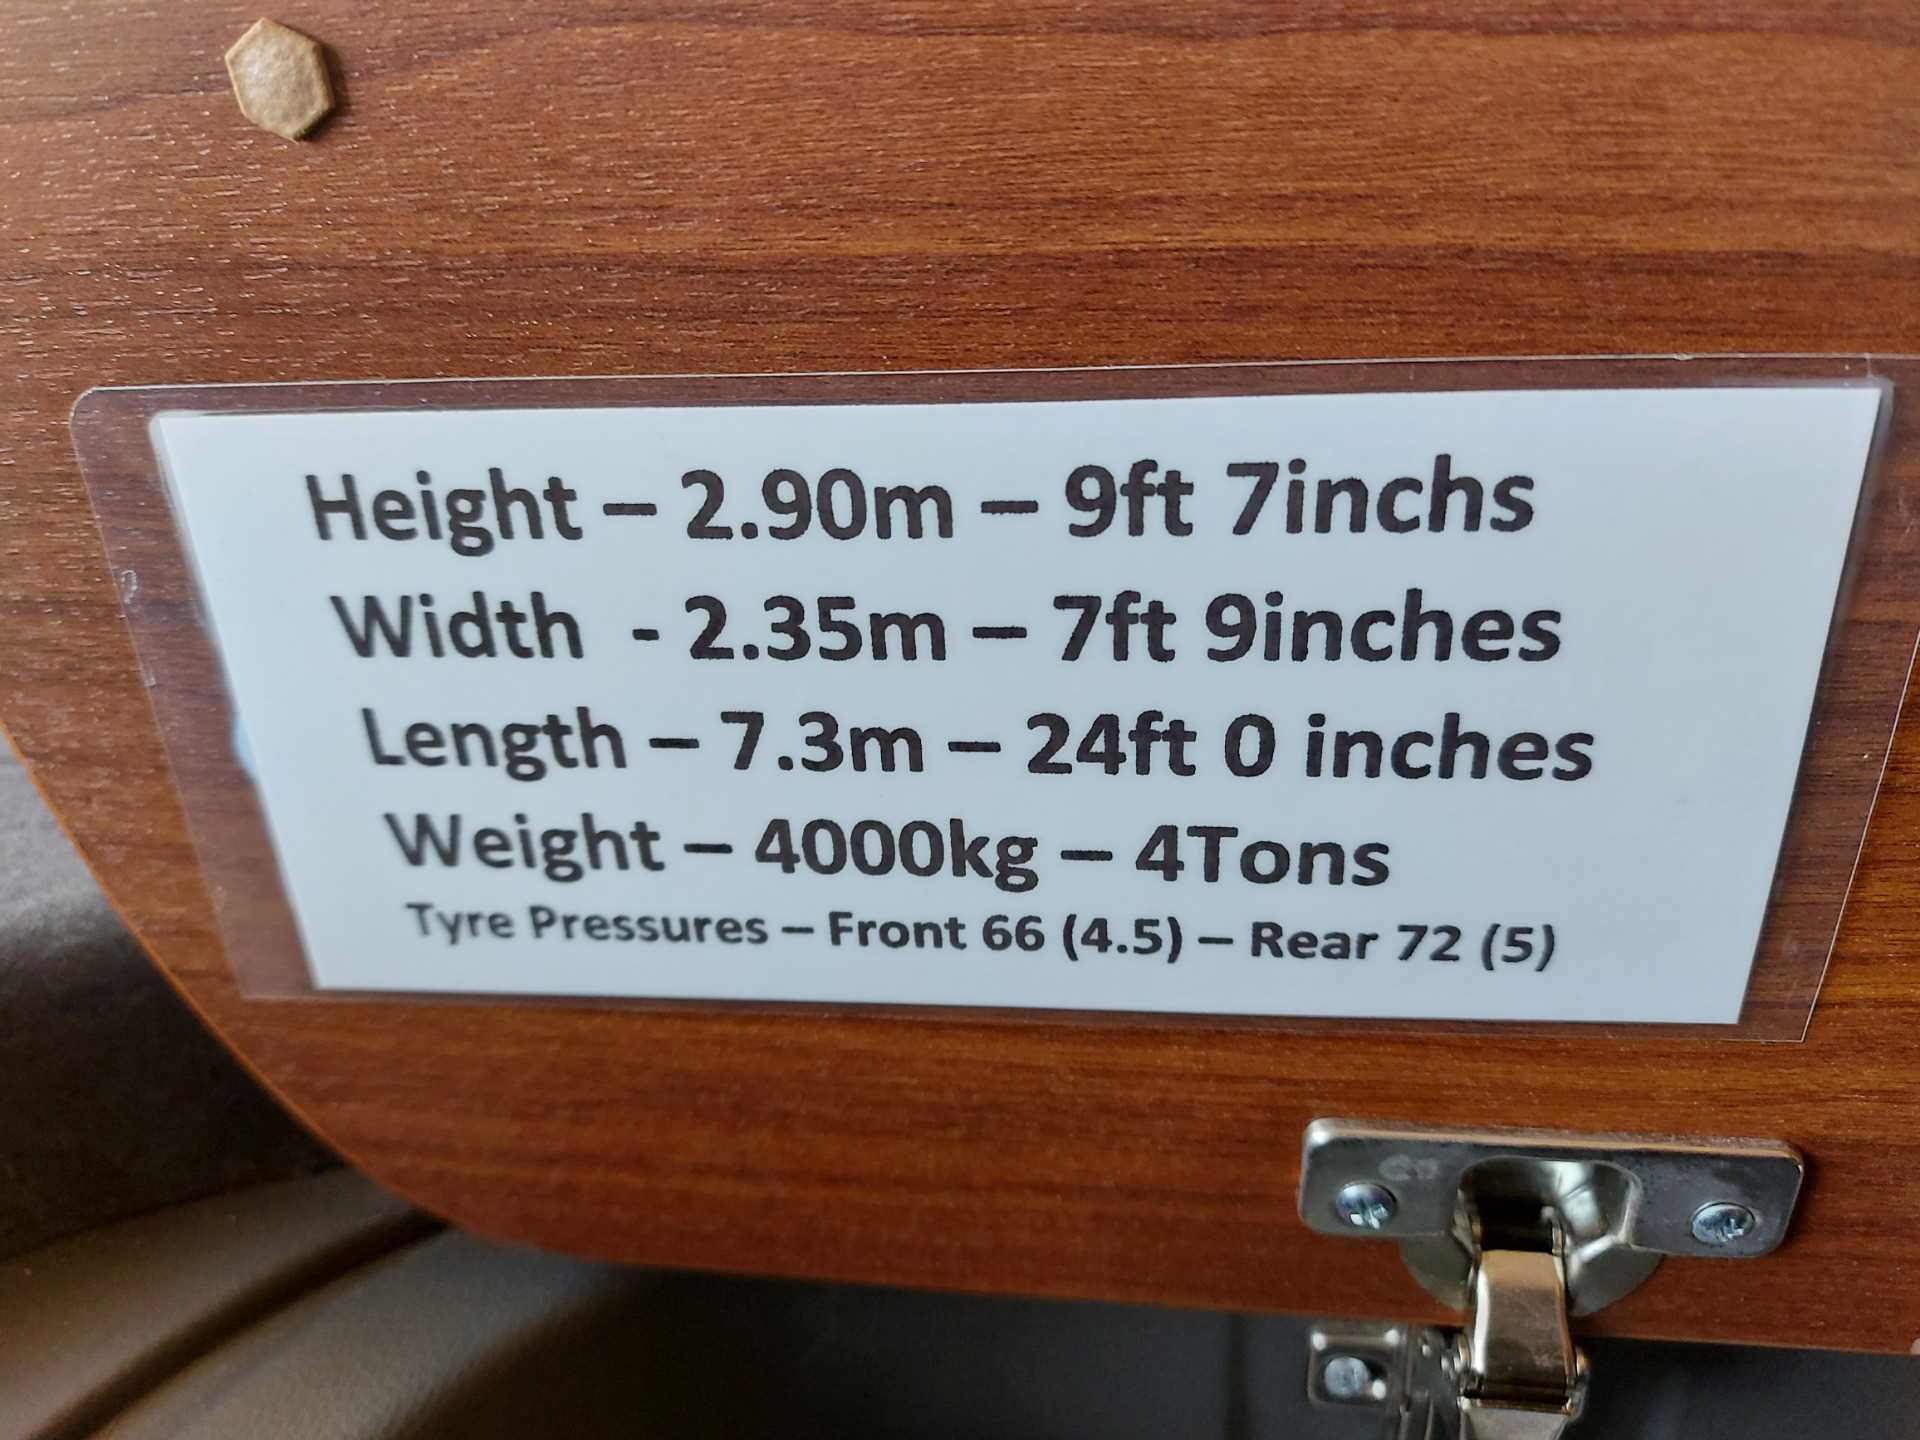 Height – 2.90m – 9ft 7inchs
Width - 2.35m – 7ft 9inches
Length – 7.3m – 24ft 0 inches
Weight – 4000kg – 4Tons
Tyre Pressures – Front 66 (4.5) – Rear 72 (5)